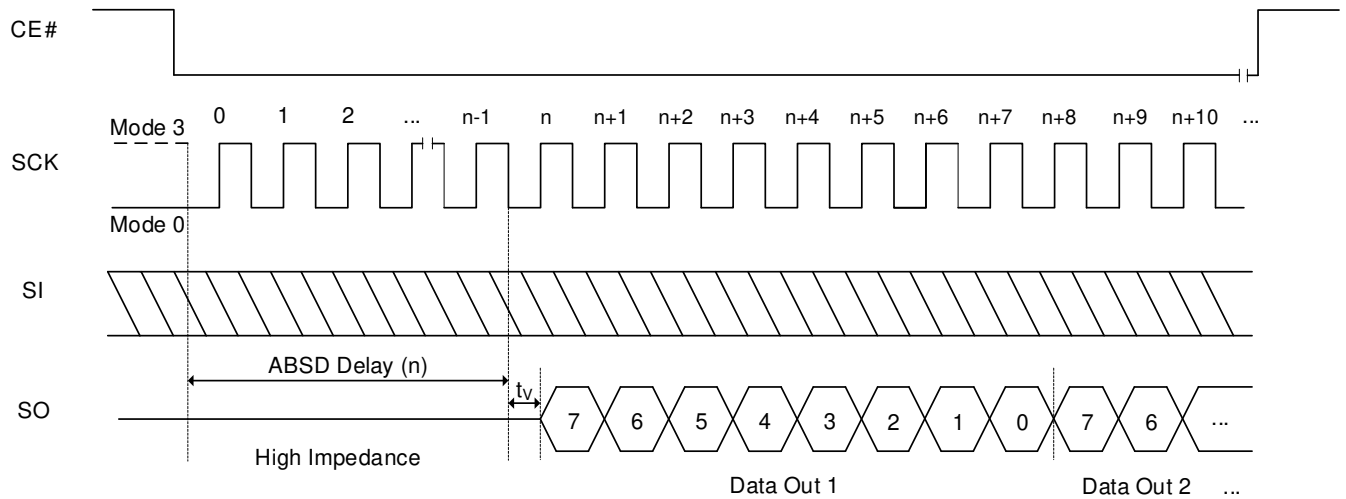 CE#
0 1 2 ... n-1 n n+1 n+2 n+3 n+4 n+5 n+6 n+7 n+8 n+9 n+10 ...
Mode 3
SCK
Mode 0
SI
ABSD Delay (n)
tV
SO
7 6 5 4 3 2 1 0 7 6 ...
High Impedance
Data Out 1 Data Out 2 ...